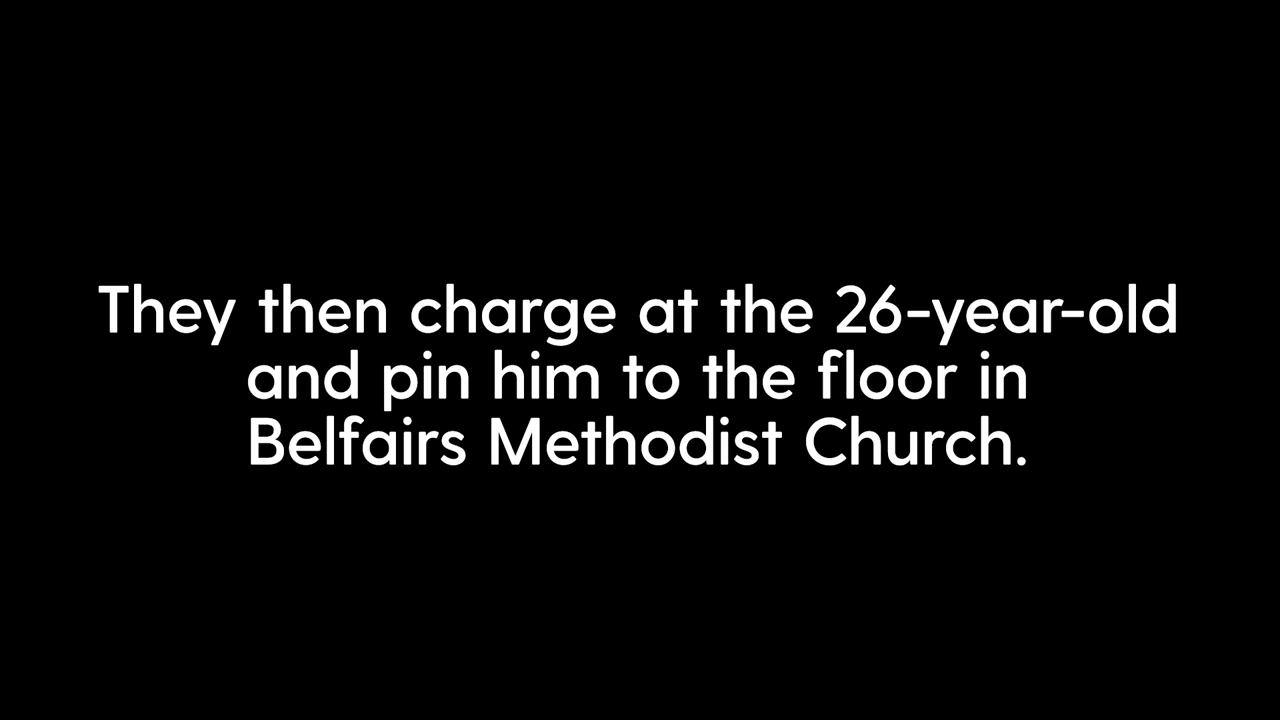 They then charge at the 26-year-old
and pin him to the floor in
Belfairs Methodist Church.